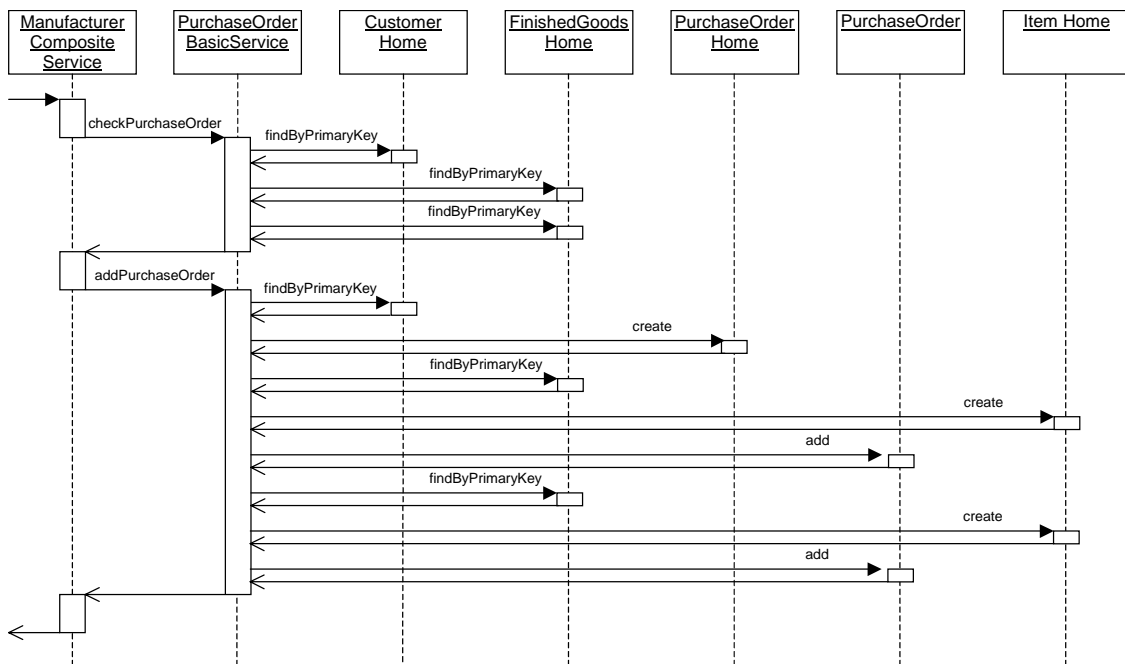 Manufacturer
Composite
Service
PurchaseOrder
BasicService
Customer
Home
FinishedGoods
Home
PurchaseOrder
Home
PurchaseOrder
Item Home
checkPurchaseOrder
findByPrimaryKey
findByPrimaryKey
findByPrimaryKey
addPurchaseOrder
findByPrimaryKey
create
findByPrimaryKey
create
add
findByPrimaryKey
create
add